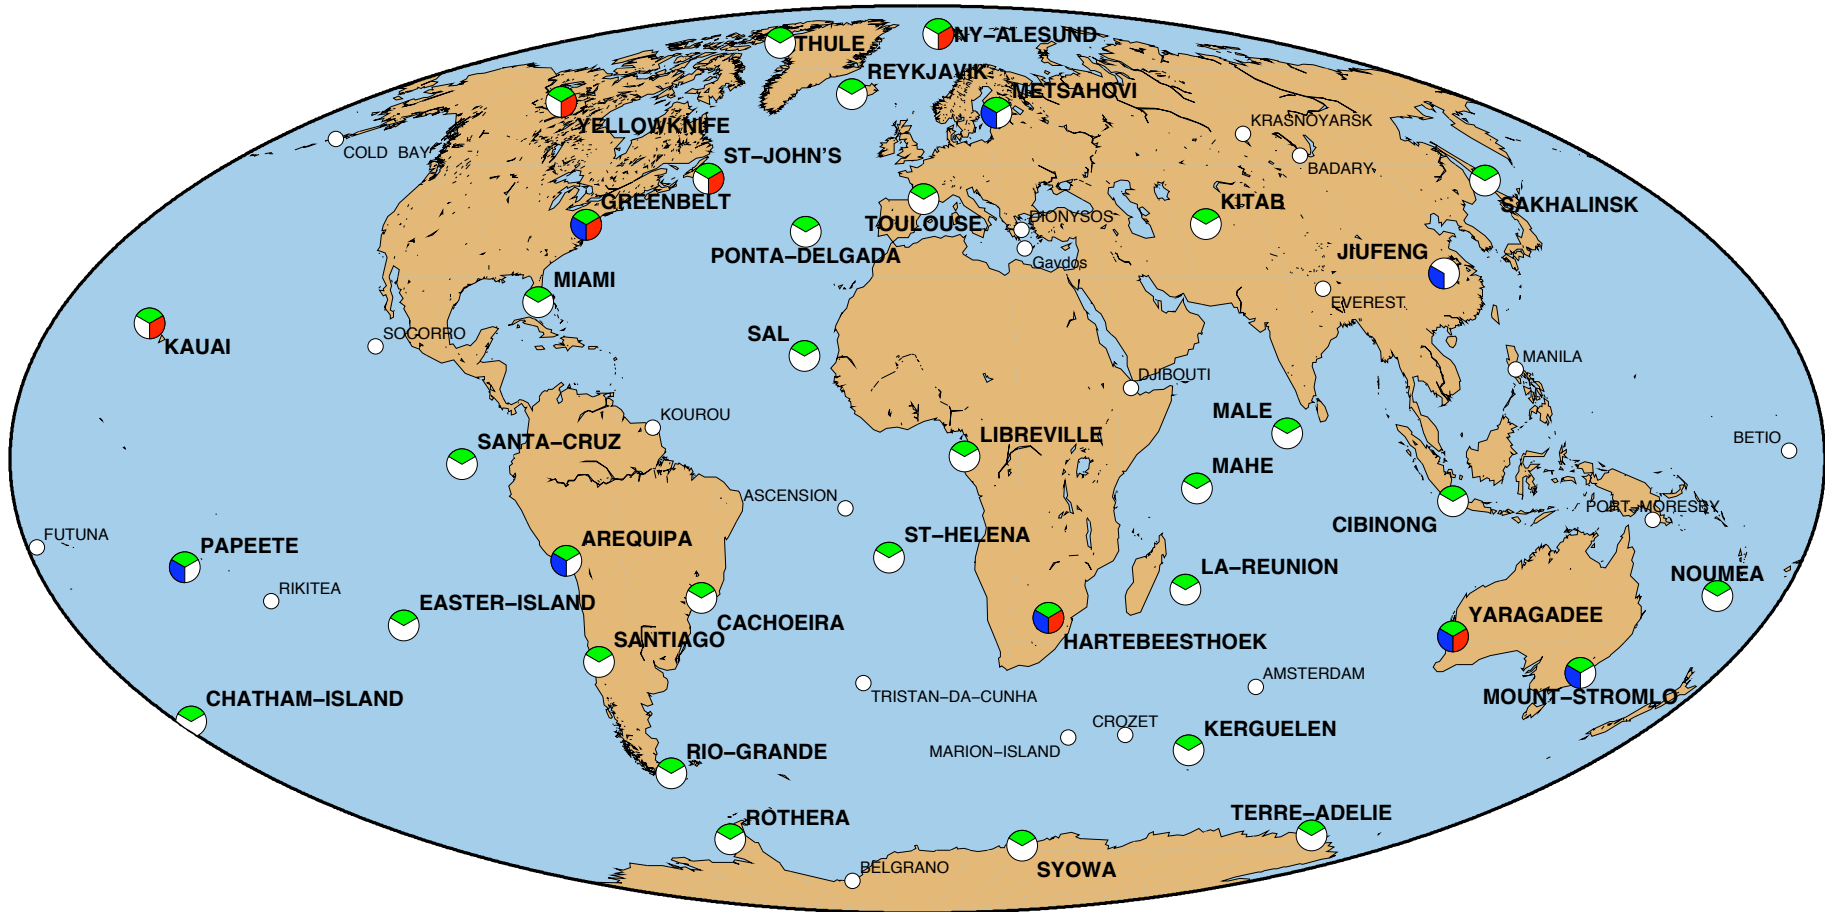 THULE
NY–ALESUND
REYKJAVIK
METSAHOVI
YELLOWKNIFE
KRASNOYARSK
COLD BAY
ST–JOHN'S
BADARY
GREENBELT
KITAB
SAKHALINSK
TOULOUSE
DIONYSOS
PONTA–DELGADA
JIUFENG
Gavdos
MIAMI
EVEREST
SOCORRO
SAL
KAUAI
MANILA
DJIBOUTI
KOUROU
MALE
SANTA–CRUZ
LIBREVILLE
BETIO
MAHE
ASCENSION
PORT–MORESBY
CIBINONG
FUTUNA
PAPEETE
AREQUIPA
ST–HELENA
LA–REUNION
NOUMEA
RIKITEA
EASTER–ISLAND
CACHOEIRA
YARAGADEE
SANTIAGO
HARTEBEESTHOEK
AMSTERDAM
CHATHAM–ISLAND
TRISTAN–DA–CUNHA
MOUNT–STROMLO
CROZET
KERGUELEN
RIO–GRANDE
MARION–ISLAND
ROTHERA
TERRE–ADELIE
BELGRANO
SYOWA